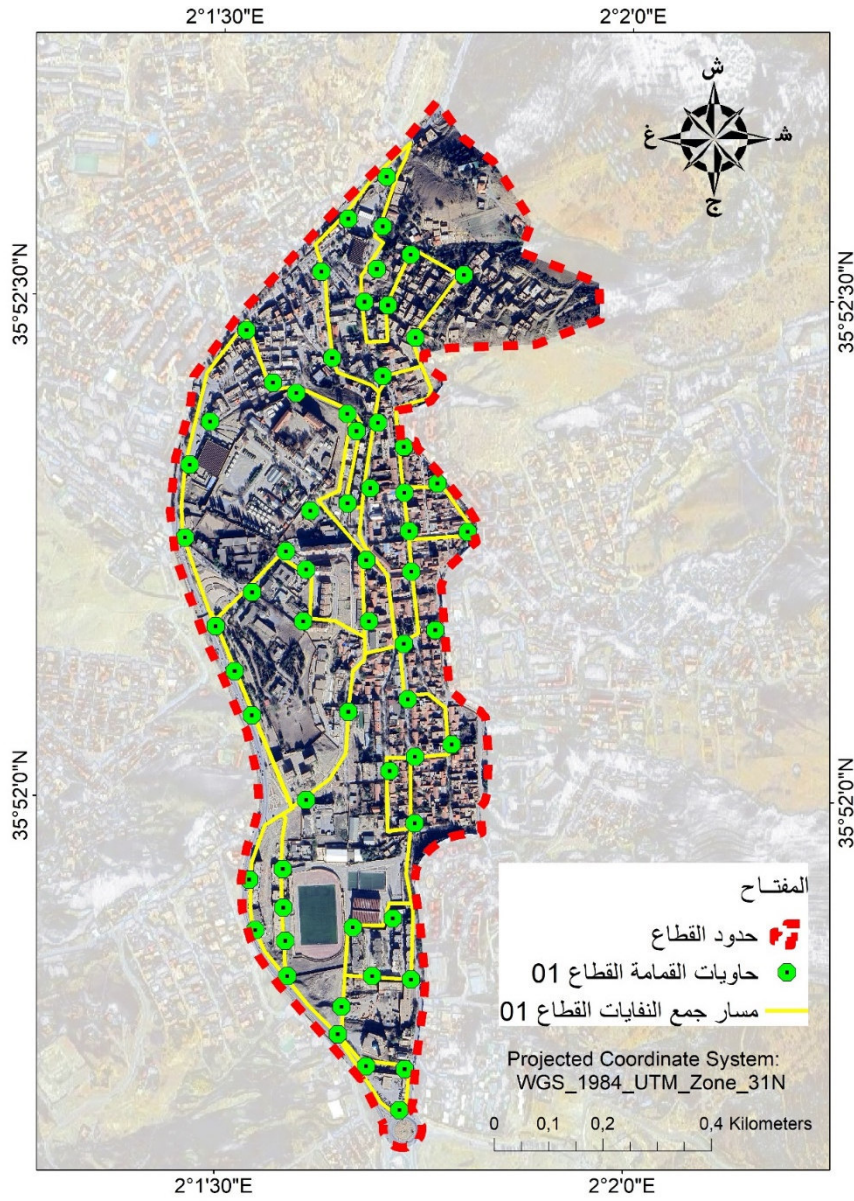 2°1'30"E
2°2'0"E
ش
غ
شـ
ج
35°52'30"N
35°52'30"N
35°52'0"N
35°52'0"N
المفتــاح
حدود القطاع
حاويات القمامة القطاع 01
مسار جمع النفايات القطاع 01
Projected Coordinate System:
WGS_1984_UTM_Zone_31N
0 0,1 0,2 0,4 Kilometers
2°1'30"E
2°2'0"E